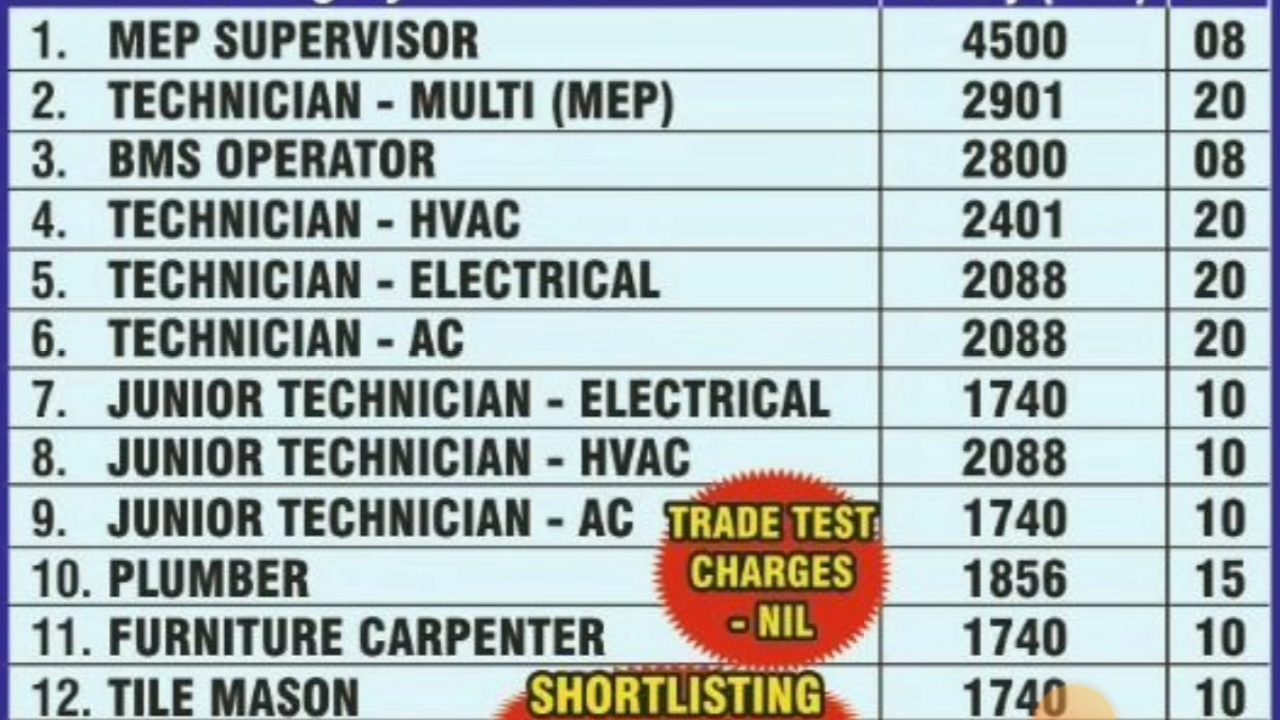 1. MEP SUPERVISOR 4500 08
2. TECHNICIAN - MULTI (MEP) 2901 20
3. BMS OPERATOR 2800 08
4. TECHNICIAN - HVAC 2401 20
5. TECHNICIAN - ELECTRICAL 2088 20
6. TECHNICIAN - AC 2088 20
7. JUNIOR TECHNICIAN - ELECTRICAL 1740 10
8. JUNIOR TECHNICIAN - HVAC 2088 10
9. JUNIOR TECHNICIAN - AC 1740 10
TRADE TEST
CHARGES
- NIL
10. PLUMBER 1856 15
11. FURNITURE CARPENTER 1740 10
12. TILE MASON 1740 10
SHORTLISTING